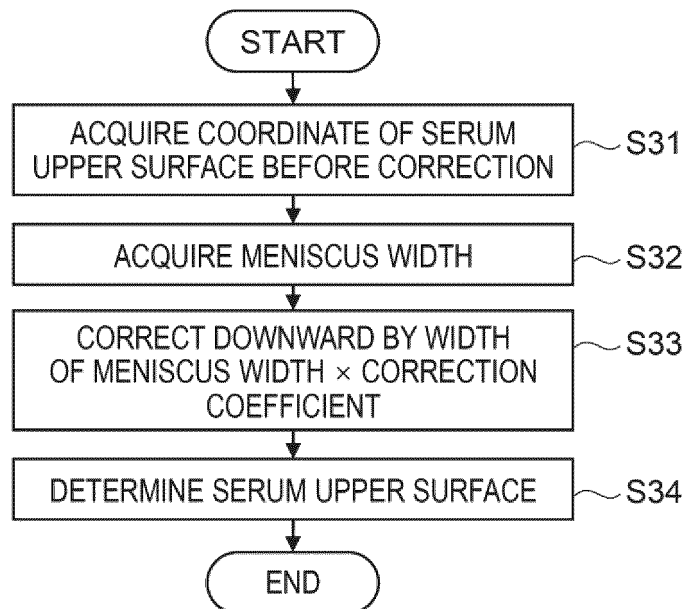 START
ACQUIRE COORDINATE OF SERUM
UPPER SURFACE BEFORE CORRECTION
S31
ACQUIRE MENISCUS WIDTH
S32
CORRECT DOWNWARD BY WIDTH
OF MENISCUS WIDTH × CORRECTION
COEFFICIENT
S33
DETERMINE SERUM UPPER SURFACE
S34
END